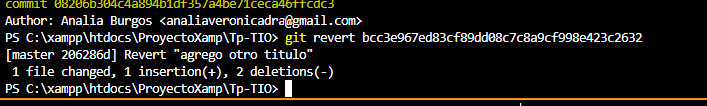 commit 08206b304c4a894b1df357a4be71ceca46ffcdc3
Author: Analia Burgos <analiaveronicadra@gmail.com>
PS C:\xampp\htdocs\ProyectoXamp\Tp-TIO> git revert bcc3e967ed83cf89dd08c7c8a9cf998e423c2632
[master 206286d] Revert "agrego otro titulo"
 1 file changed, 1 insertion(+), 2 deletions(-)
PS C:\xampp\htdocs\ProyectoXamp\Tp-TIO>